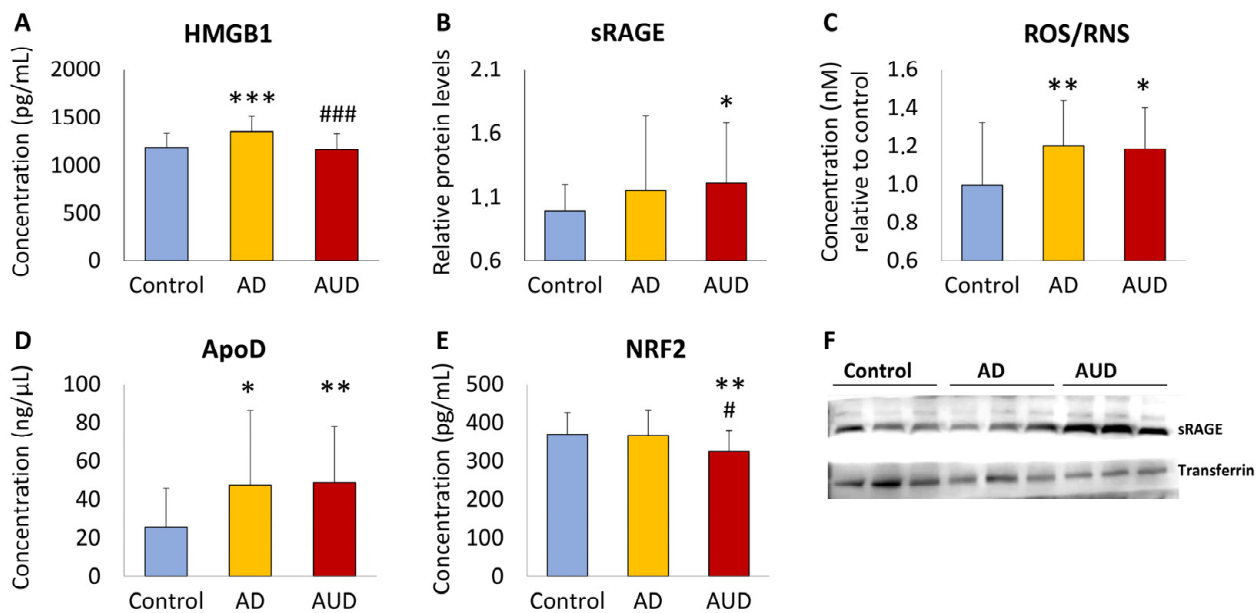 A
HMGB1
Concentration (pg/mL)
2000
1500
1000
500
0
***
###
Control AD AUD
B
sRAGE
Relative protein levels
2.1
1.6
1.1
0.6
*
Control AD AUD
C
ROS/RNS
Concentration (nM)
relative to control
1.6
1.4
1.2
1.0
0.8
0.6
**
*
Control AD AUD
D
ApoD
Concentration (ng/µL)
100
80
60
40
20
0
*
**
Control AD AUD
E
NRF2
Concentration (pg/mL)
500
400
300
200
100
0
**
#
Control AD AUD
F
Control AD AUD
sRAGE
Transferrin